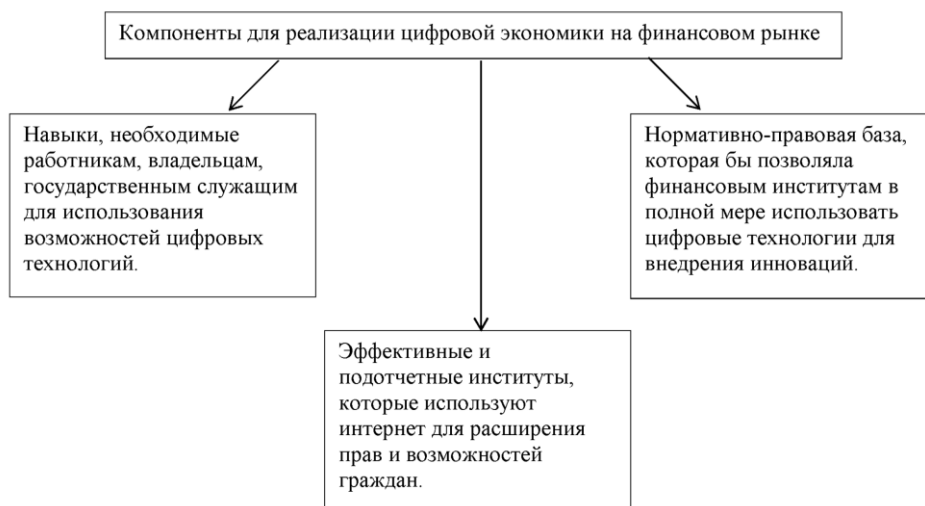 Компоненты для реализации цифровой экономики на финансовом рынке
Навыки, необходимые
работникам, владельцам,
государственным служащим
для использования
возможностей цифровых
технологий.
Нормативно-правовая база,
которая бы позволяла
финансовым институтам в
полной мере использовать
цифровые технологии для
внедрения инноваций.
Эффективные и
подотчетные институты,
которые используют
интернет для расширения
прав и возможностей
граждан.